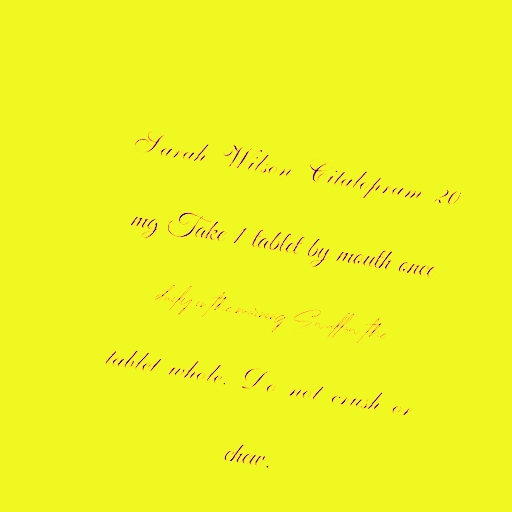 Sarah Wilson Citalopram 20
mg Take 1 tablet by mouth once
daily in the morning Swallow the
tablet whole. Do not crush or
chew.